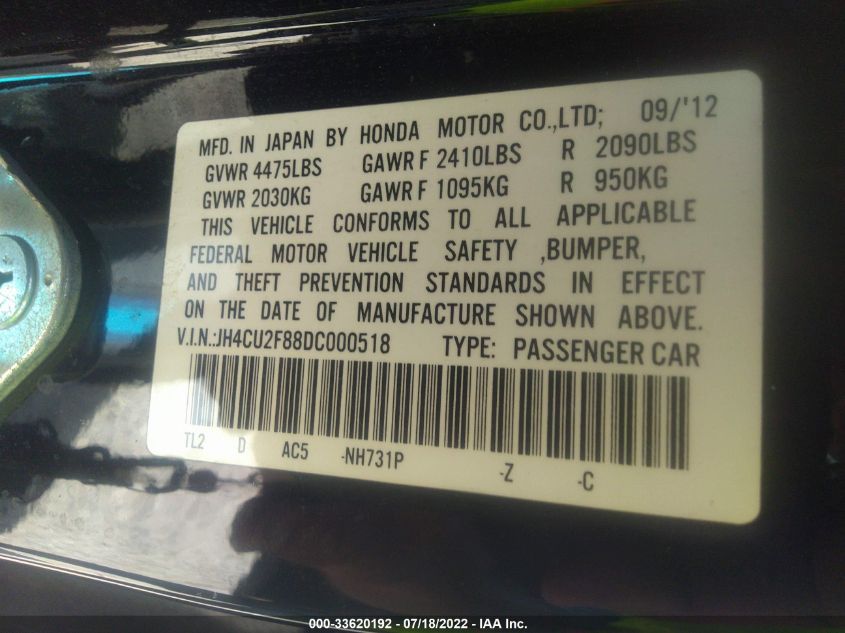 MFD. IN JAPAN BY HONDA MOTOR CO.,LTD; 09/'12
GVWR 4475LBS GAWR F 2410LBS R 2090LBS
GVWR 2030KG GAWR F 1095KG R 950KG
THIS VEHICLE CONFORMS TO ALL APPLICABLE
FEDERAL MOTOR VEHICLE SAFETY ,BUMPER,
AND THEFT PREVENTION STANDARDS IN EFFECT
ON THE DATE OF MANUFACTURE SHOWN ABOVE.
V.I.N.:JH4CU2F88DC000518 TYPE: PASSENGER CAR
TL2 D AC5 -NH731P -Z -C
000-33620192 - 07/18/2022 - IAA Inc.